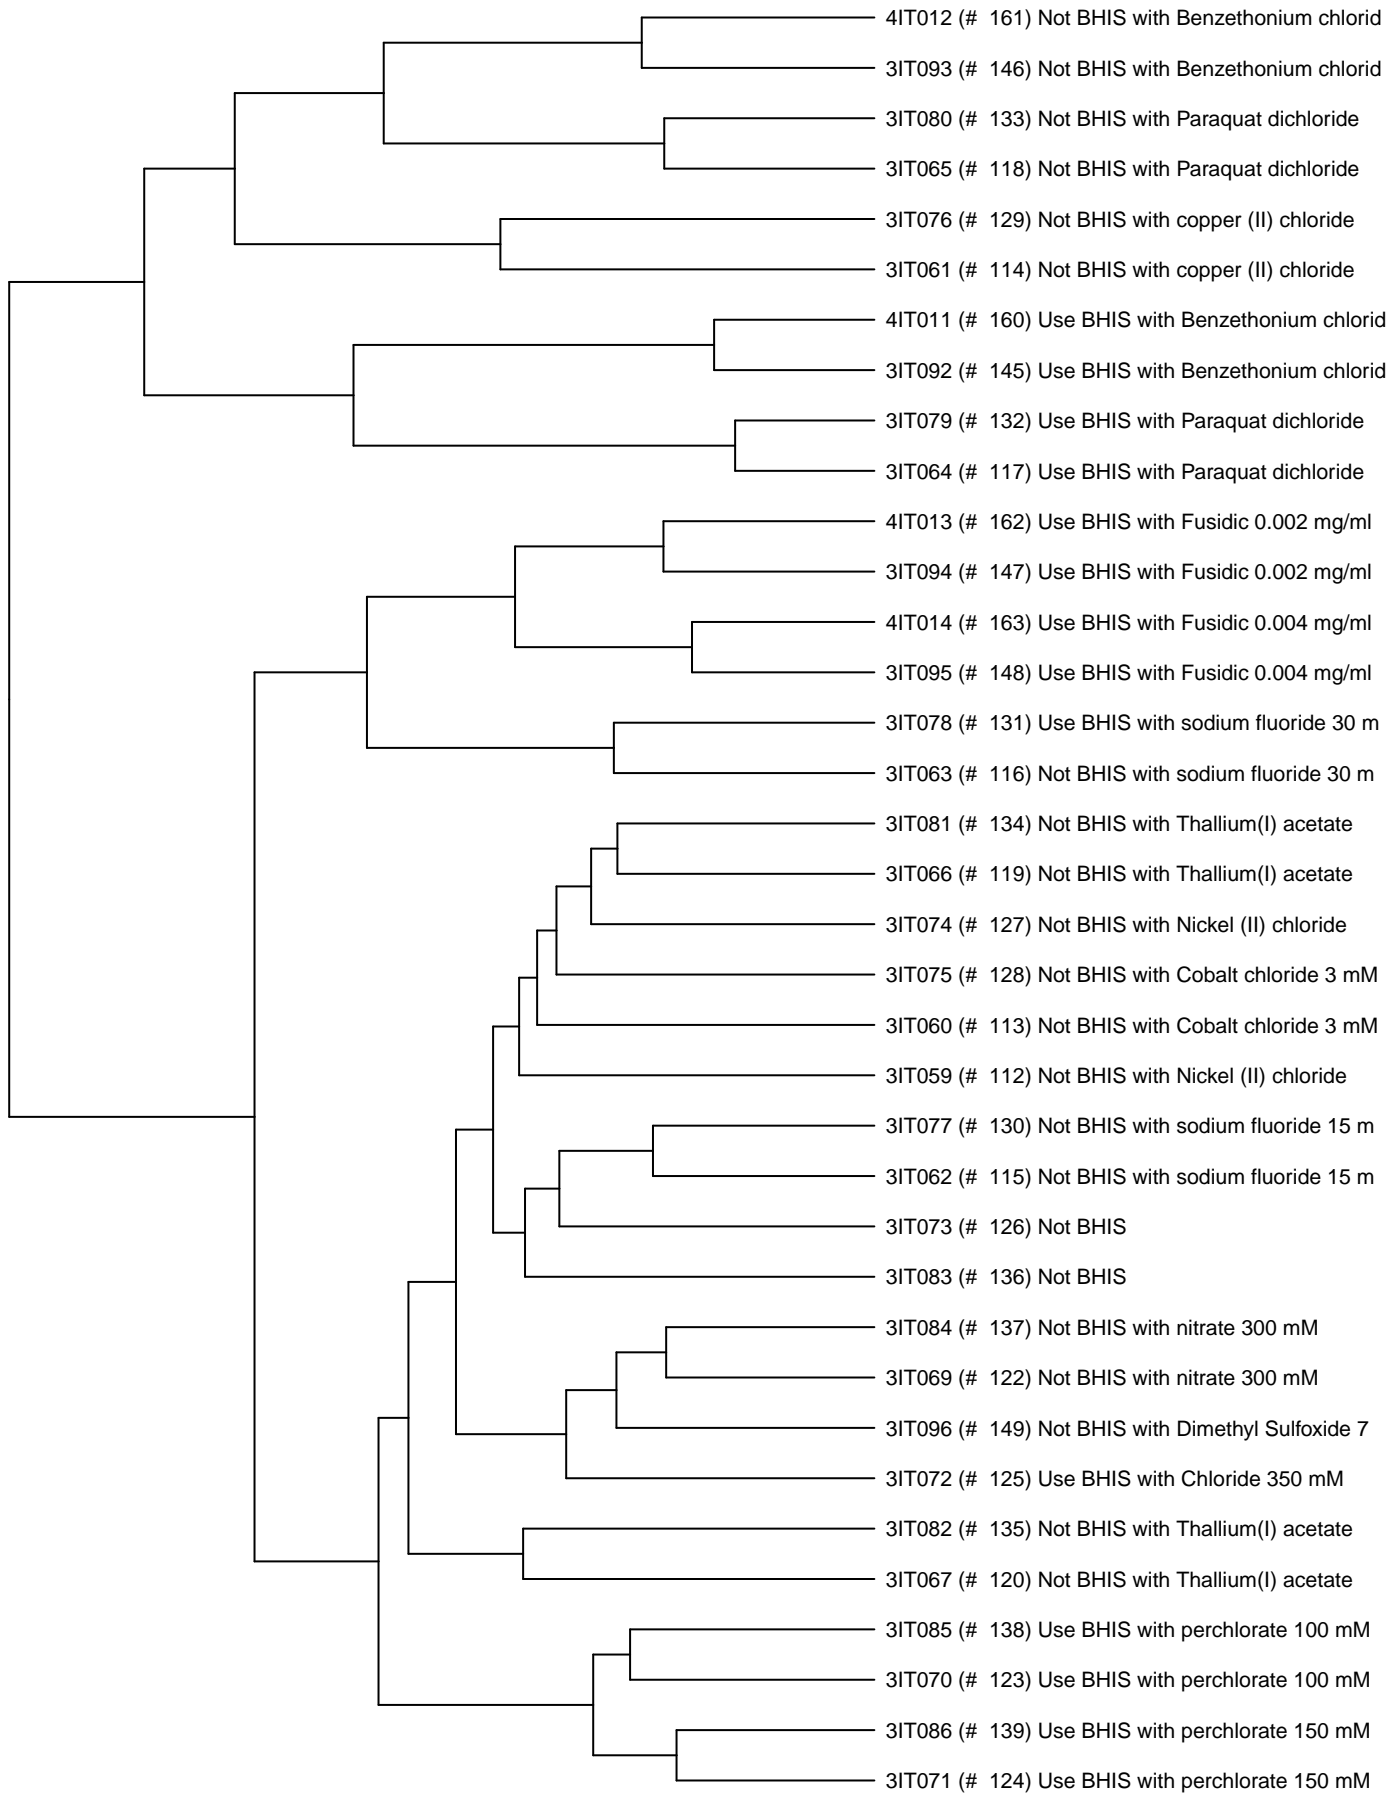 4IT012 (#  161) Not BHIS with Benzethonium chlorid
3IT093 (#  146) Not BHIS with Benzethonium chlorid
3IT080 (#  133) Not BHIS with Paraquat dichloride
3IT065 (#  118) Not BHIS with Paraquat dichloride
3IT076 (#  129) Not BHIS with copper (II) chloride
3IT061 (#  114) Not BHIS with copper (II) chloride
4IT011 (#  160) Use BHIS with Benzethonium chlorid
3IT092 (#  145) Use BHIS with Benzethonium chlorid
3IT079 (#  132) Use BHIS with Paraquat dichloride
3IT064 (#  117) Use BHIS with Paraquat dichloride
4IT013 (#  162) Use BHIS with Fusidic 0.002 mg/ml
3IT094 (#  147) Use BHIS with Fusidic 0.002 mg/ml
4IT014 (#  163) Use BHIS with Fusidic 0.004 mg/ml
3IT095 (#  148) Use BHIS with Fusidic 0.004 mg/ml
3IT078 (#  131) Use BHIS with sodium fluoride 30 m
3IT063 (#  116) Not BHIS with sodium fluoride 30 m
3IT081 (#  134) Not BHIS with Thallium(I) acetate
3IT066 (#  119) Not BHIS with Thallium(I) acetate
3IT074 (#  127) Not BHIS with Nickel (II) chloride
3IT075 (#  128) Not BHIS with Cobalt chloride 3 mM
3IT060 (#  113) Not BHIS with Cobalt chloride 3 mM
3IT059 (#  112) Not BHIS with Nickel (II) chloride
3IT077 (#  130) Not BHIS with sodium fluoride 15 m
3IT062 (#  115) Not BHIS with sodium fluoride 15 m
3IT073 (#  126) Not BHIS
3IT083 (#  136) Not BHIS
3IT084 (#  137) Not BHIS with nitrate 300 mM
3IT069 (#  122) Not BHIS with nitrate 300 mM
3IT096 (#  149) Not BHIS with Dimethyl Sulfoxide 7
3IT072 (#  125) Use BHIS with Chloride 350 mM
3IT082 (#  135) Not BHIS with Thallium(I) acetate
3IT067 (#  120) Not BHIS with Thallium(I) acetate
3IT085 (#  138) Use BHIS with perchlorate 100 mM
3IT070 (#  123) Use BHIS with perchlorate 100 mM
3IT086 (#  139) Use BHIS with perchlorate 150 mM
3IT071 (#  124) Use BHIS with perchlorate 150 mM